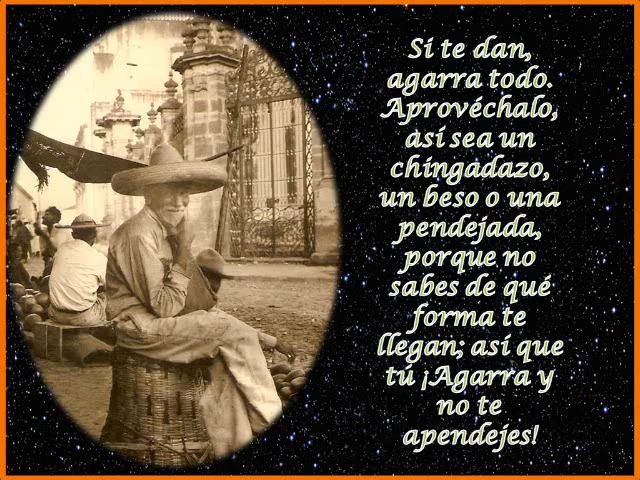 Si te dan,
agarra todo.
Aprovéchalo,
así sea un
chingadazo,
un beso o una
pendejada,
porque no
sabes de qué
forma te
llegan; así que
tú ¡Agarra y
no te
apendejes!